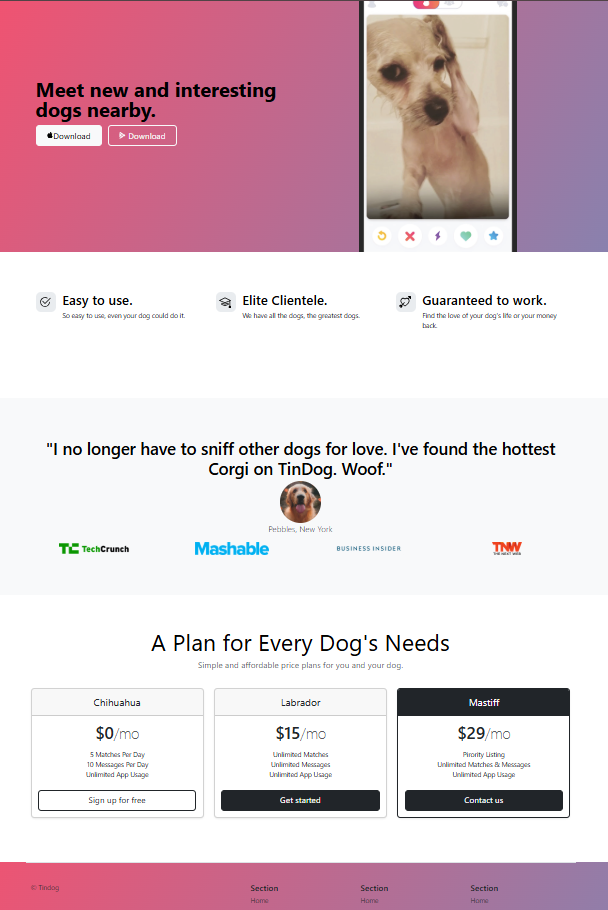 Meet new and interesting
dogs nearby.
Download
Download
Easy to use.
So easy to use, even your dog could do it.
Elite Clientele.
We have all the dogs, the greatest dogs.
Guaranteed to work.
Find the love of your dog's life or your money
back.
"I no longer have to sniff other dogs for love. I've found the hottest
Corgi on TinDog. Woof."
Pebbles, New York
TC TechCrunch
Mashable
BUSINESS INSIDER
TNW
THE NEXT WEB
A Plan for Every Dog's Needs
Simple and affordable price plans for you and your dog.
Chihuahua
$0/mo
5 Matches Per Day
10 Messages Per Day
Unlimited App Usage
Sign up for free
Labrador
$15/mo
Unlimited Matches
Unlimited Messages
Unlimited App Usage
Get started
Mastiff
$29/mo
Pirority Listing
Unlimited Matches & Messages
Unlimited App Usage
Contact us
© Tindog
Section
Home
Section
Home
Section
Home